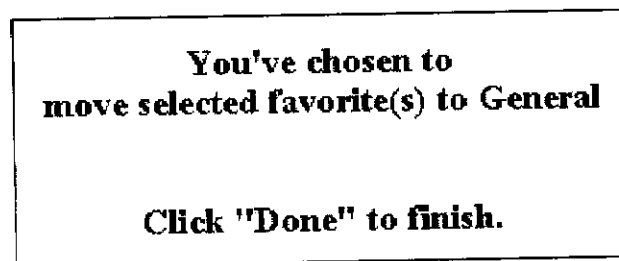 You've chosen to
move selected favorite(s) to General
Click "Done" to finish.